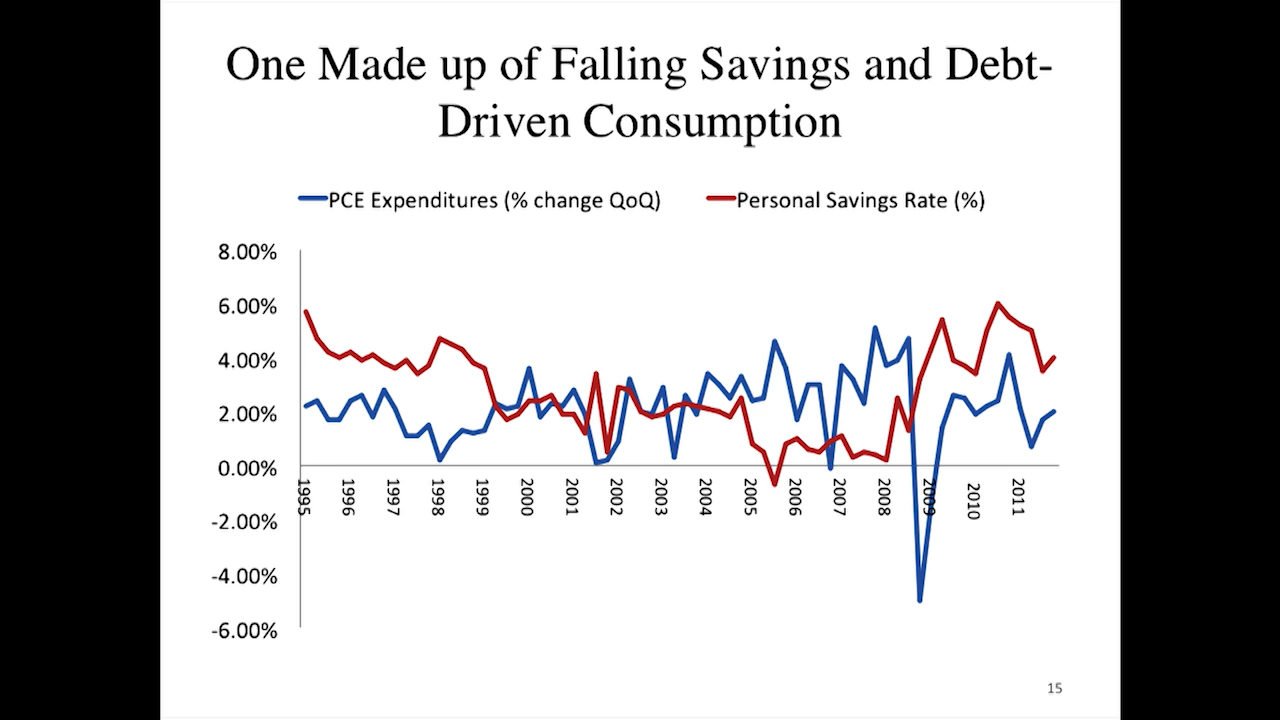 One Made up of Falling Savings and Debt-
Driven Consumption
PCE Expenditures (% change QoQ) Personal Savings Rate (%)
8.00%
6.00%
4.00%
2.00%
0.00%
-2.00%
-4.00%
-6.00%
1995 1996 1997 1998 1999 2000 2001 2002 2003 2004 2005 2006 2007 2008 2009 2010 2011
15